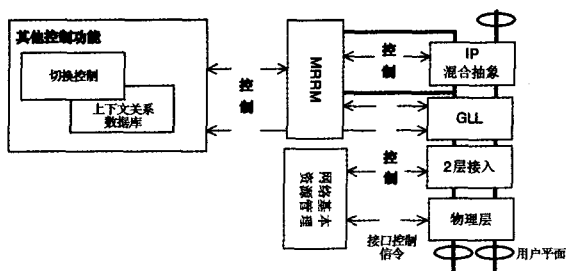 其他控制功能
切换控制
上下文关系
数据库
控
制
MRRM
控
制
IP
混合抽象
GLL
控
制
2层接入
网络基本
资源管理
物理层
接口控制
信令
用户平面